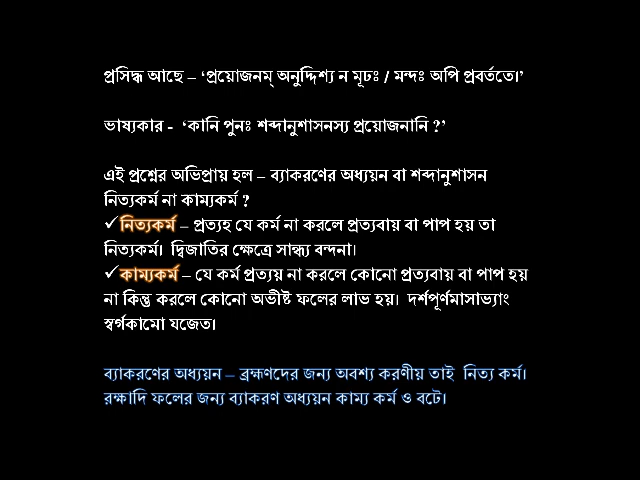 প্রসিদ্ধ আছে – ‘প্রয়োজনম্ অনুদ্দিশ্য ন মূঢঃ / মন্দঃ অপি প্রবর্ততে।’
ভাষ্যকার - ‘কানি পুনঃ শব্দানুশাসনস্য প্রয়োজনানি ?’
এই প্রশ্নের অভিপ্রায় হল – ব্যাকরণের অধ্যয়ন বা শব্দানুশাসন
নিত্যকর্ম না কাম্যকর্ম ?
✓নিত্যকর্ম – প্রত্যহ যে কর্ম না করলে প্রত্যবায় বা পাপ হয় তা
নিত্যকর্ম। দ্বিজাতির ক্ষেত্রে সান্ধ্য বন্দনা।
✓কাম্যকর্ম – যে কর্ম প্রত্যয় না করলে কোনো প্রত্যবায় বা পাপ হয়
না কিন্তু করলে কোনো অভীষ্ট ফলের লাভ হয়। দর্শপূর্ণমাসাভ্যাং
স্বর্গকামো যজেত।
ব্যাকরণের অধ্যয়ন – ব্রহ্মণদের জন্য অবশ্য করণীয় তাই নিত্য কর্ম।
রক্ষাদি ফলের জন্য ব্যাকরণ অধ্যয়ন কাম্য কর্ম ও বটে।